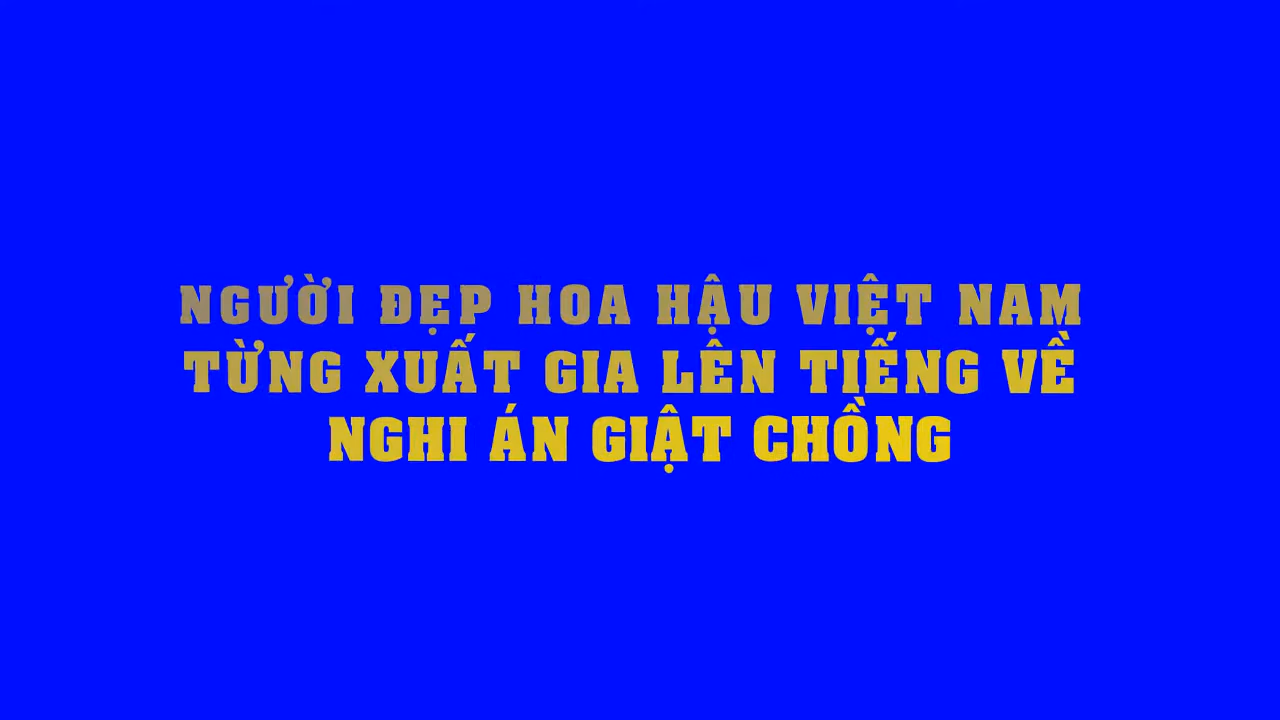 NGƯỜI ĐẸP HOA HẬU VIỆT NAM
TỪNG XUẤT GIA LÊN TIẾNG VỀ
NGHI ÁN GIẬT CHỒNG